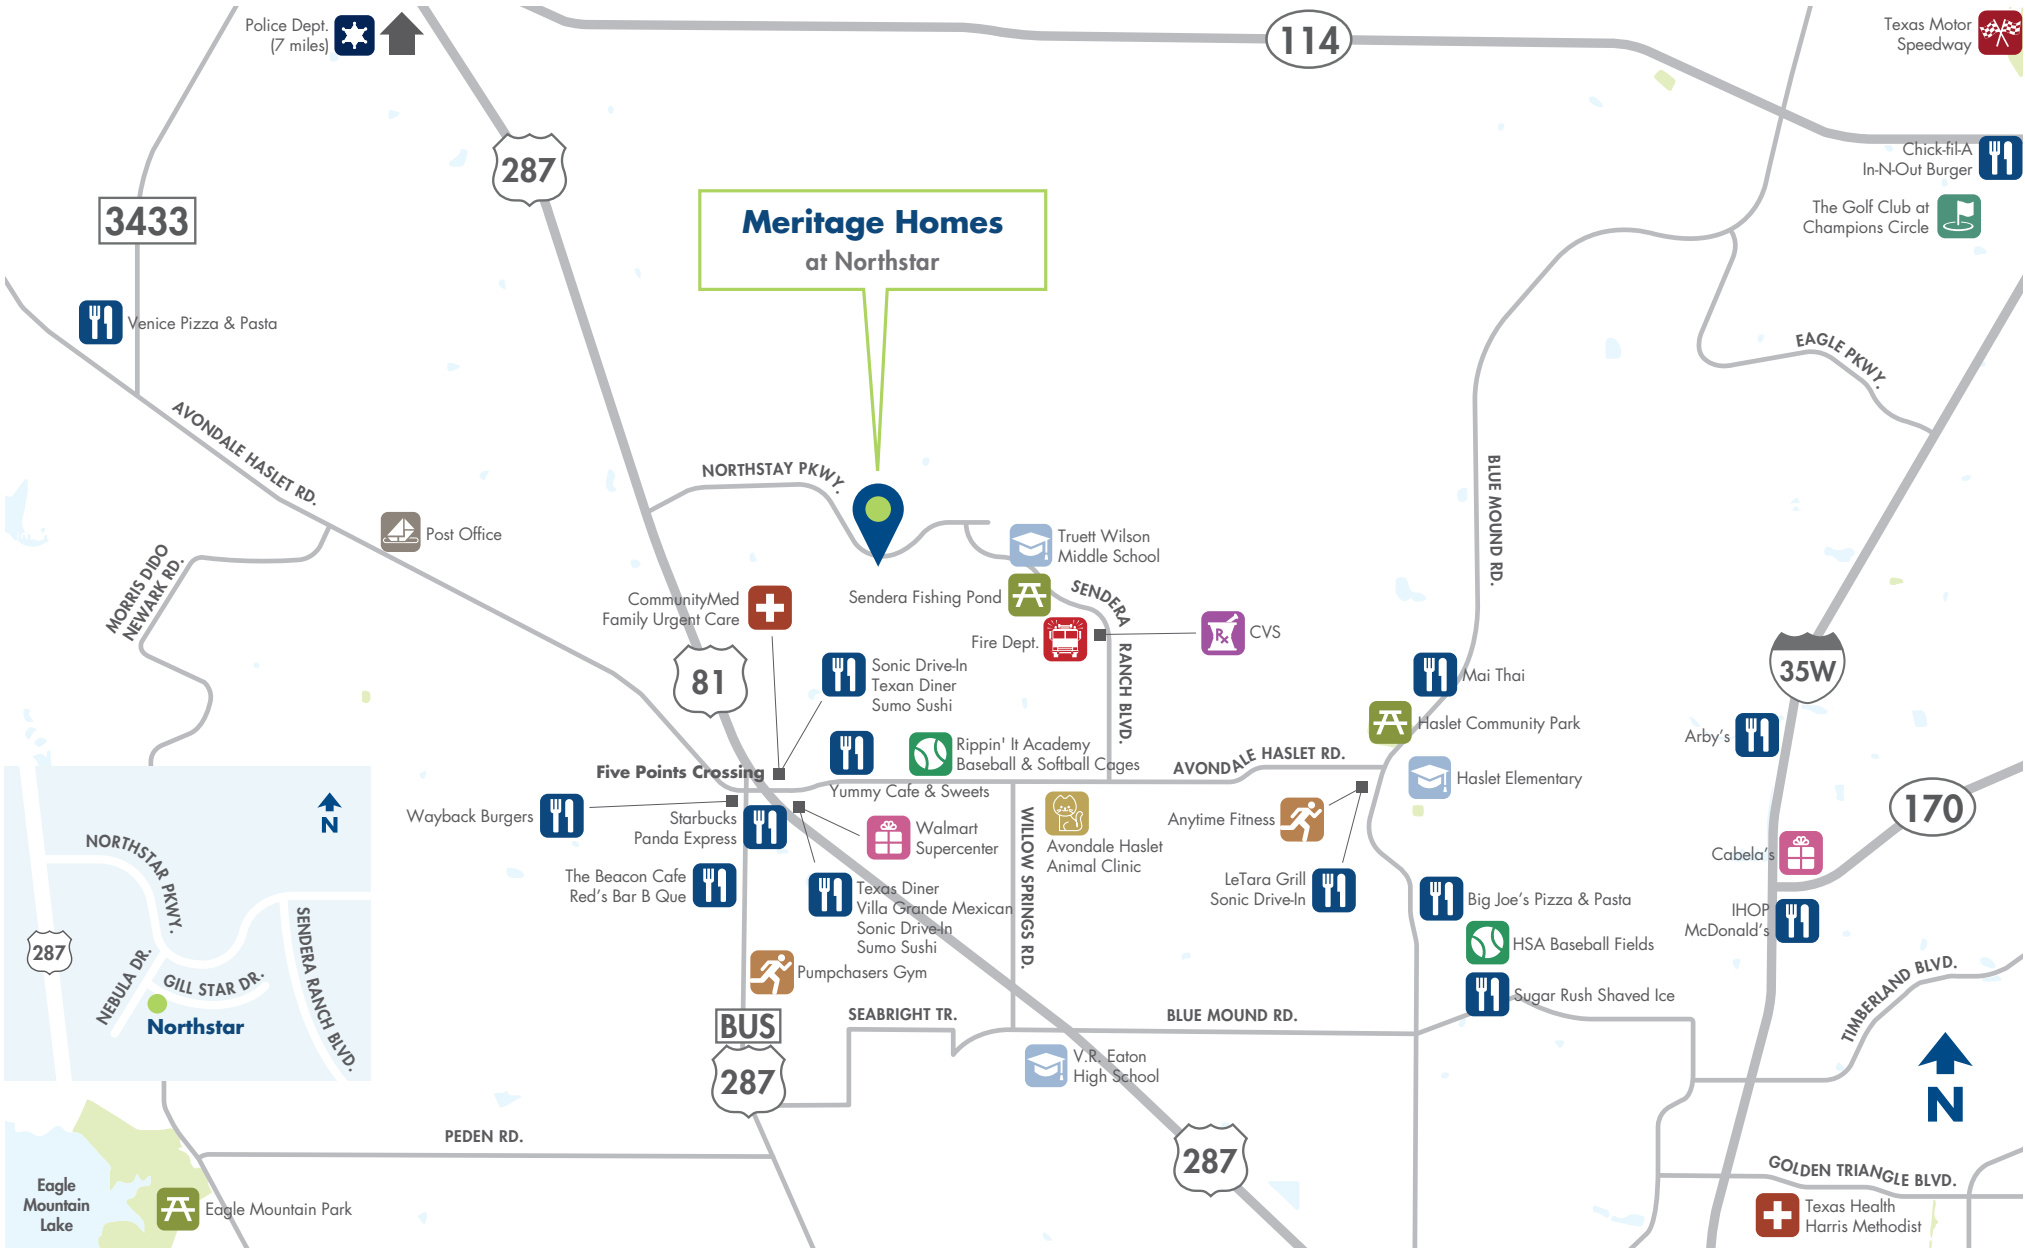 Police Dept.
(7 miles)
114
Texas Motor
Speedway
287
Chick-fil-A
In-N-Out Burger
3433
Meritage Homes
at Northstar
The Golf Club at
Champions Circle
Venice Pizza & Pasta
EAGLE PKWY.
AVONDALE HASLET RD.
NORTHSTAY PKWY.
BLUE MOUND RD.
Post Office
Truett Wilson
Middle School
MORRIS DIDO
NEWARK RD.
CommunityMed
Family Urgent Care
Sendera Fishing Pond
SENDERA
RANCH BLVD.
Fire Dept.
CVS
81
Sonic Drive-In
Texan Diner
Sumo Sushi
Mai Thai
35W
Haslet Community Park
Arby's
Rippin' It Academy
Baseball & Softball Cages
AVONDALE HASLET RD.
Five Points Crossing
Yummy Cafe & Sweets
Haslet Elementary
170
Wayback Burgers
Starbucks
Panda Express
Walmart
Supercenter
WILLOW SPRINGS RD.
Avondale Haslet
Animal Clinic
Anytime Fitness
Cabela's
The Beacon Cafe
Red's Bar B Que
Texas Diner
Villa Grande Mexican
Sonic Drive-In
Sumo Sushi
LeTara Grill
Sonic Drive-In
Big Joe's Pizza & Pasta
IHOP
McDonald's
HSA Baseball Fields
Pumpchasers Gym
Sugar Rush Shaved Ice
TIMBERLAND BLVD.
BUS
287
SEABRIGHT TR.
BLUE MOUND RD.
V.R. Eaton
High School
N
NORTHSTAR PKWY.
287
NEBULA DR.
GILL STAR DR.
SENDERA RANCH BLVD.
Northstar
N
PEDEN RD.
287
GOLDEN TRIANGLE BLVD.
Eagle
Mountain
Lake
Eagle Mountain Park
Texas Health
Harris Methodist
Rx